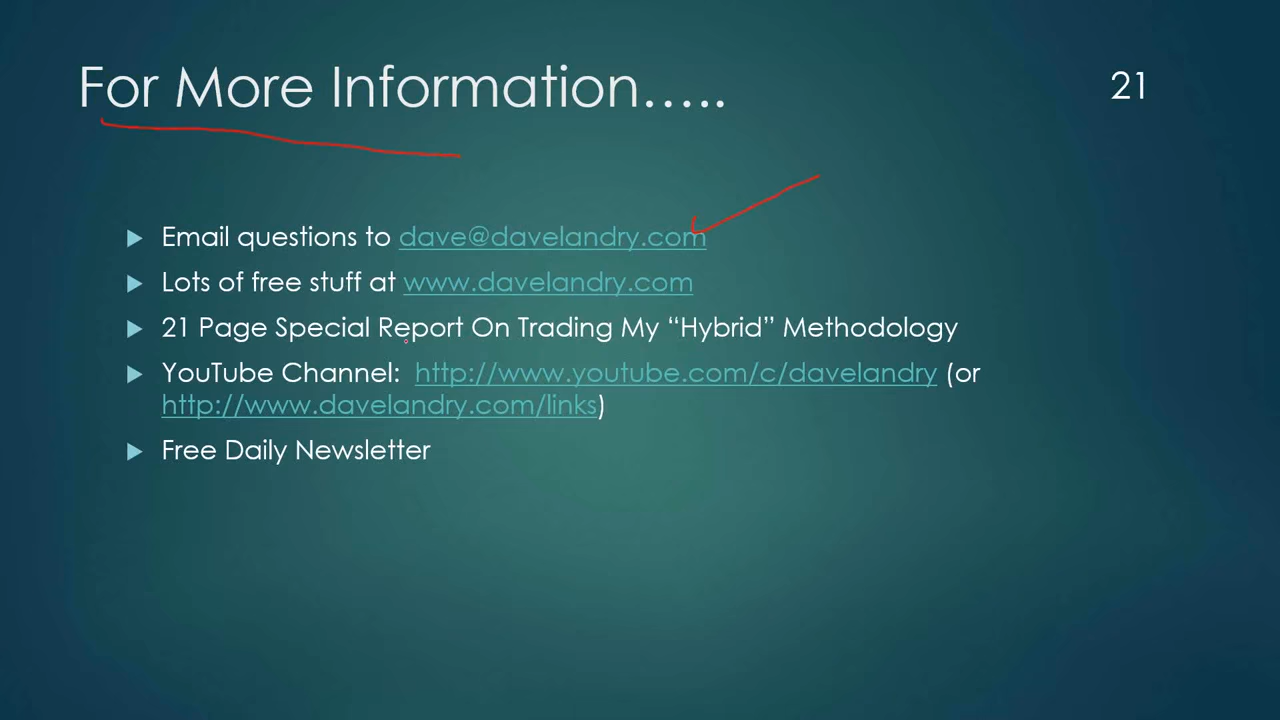 For More Information.....
21
Email questions to dave@davelandry.com
Lots of free stuff at www.davelandry.com
21 Page Special Report On Trading My “Hybrid” Methodology
YouTube Channel: http://www.youtube.com/c/davelandry (or
http://www.davelandry.com/links)
Free Daily Newsletter